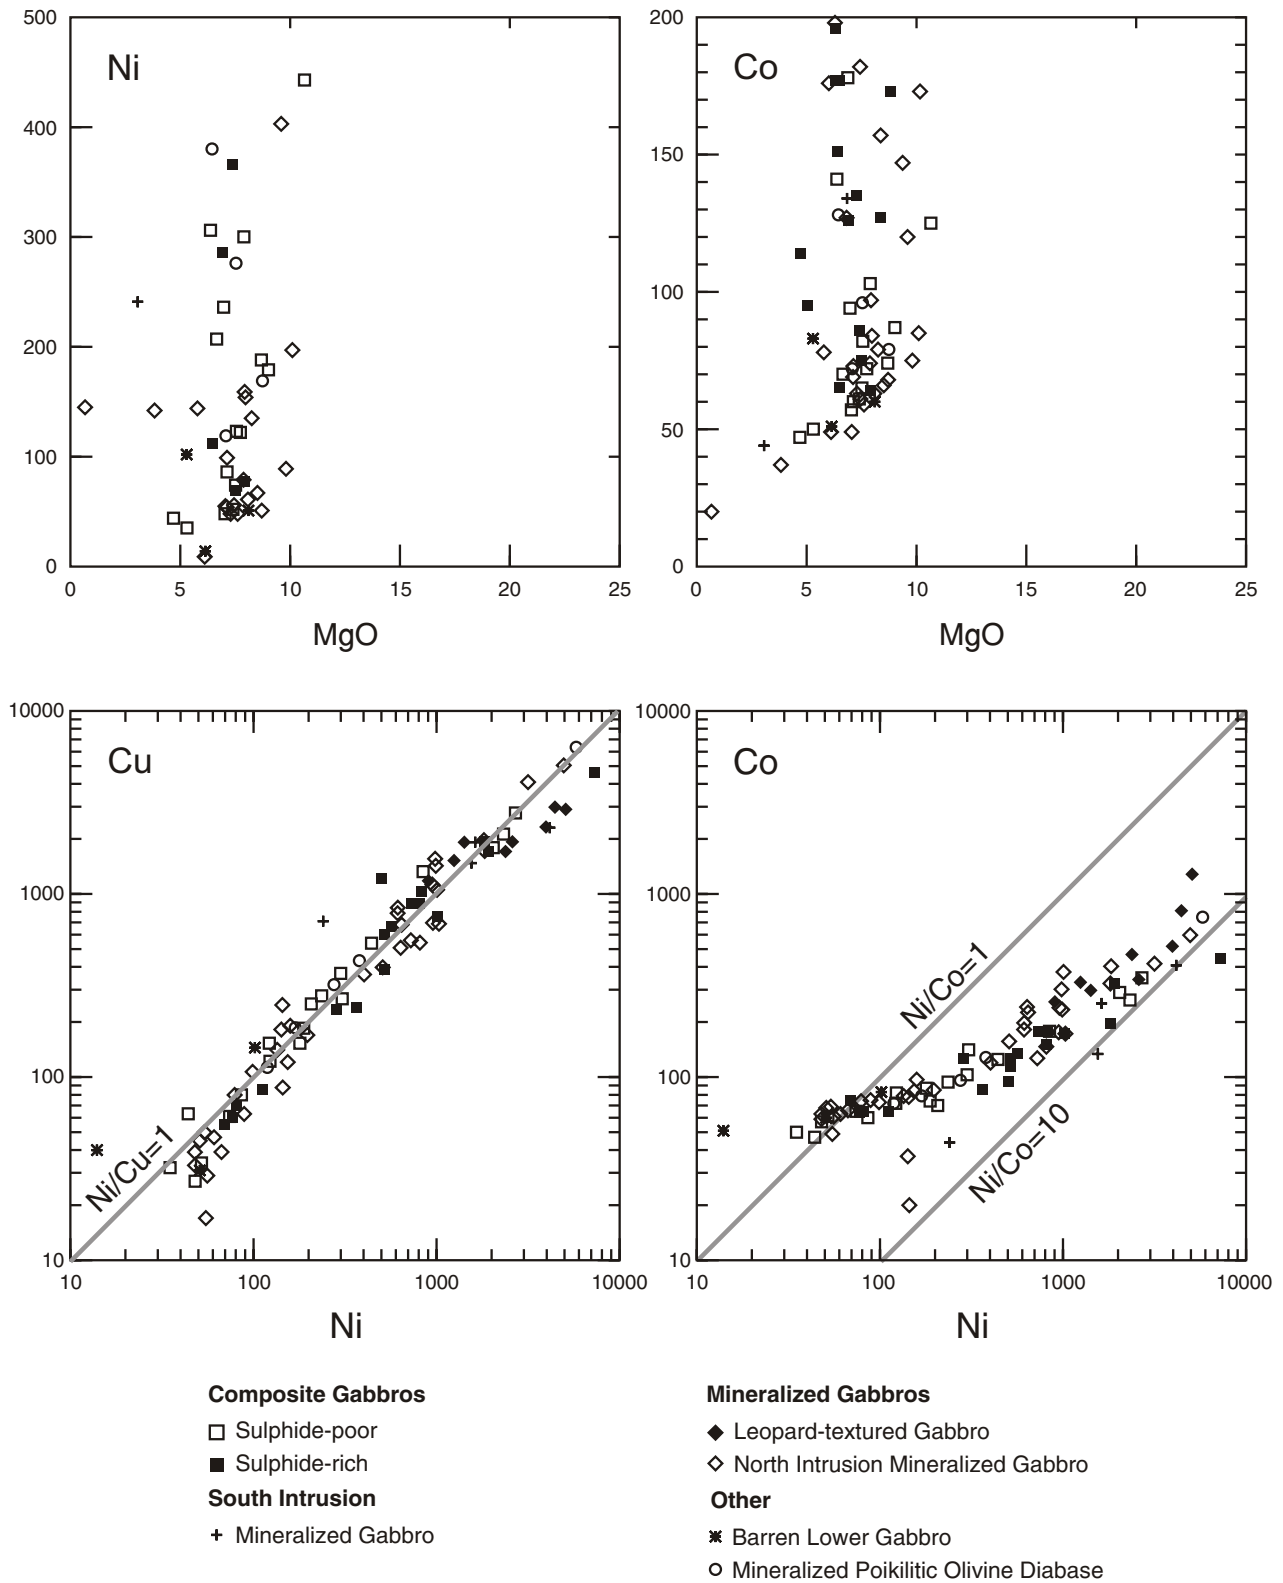 500
400
300
200
100
0
Ni
0 5 10 15 20 25
MgO
200
150
100
50
0
Co
0 5 10 15 20 25
MgO
10000
1000
100
10
Cu
Ni/Cu=1
10 100 1000 10000
Ni
10000
1000
100
10
Co
Ni/Co=1
Ni/Co=10
10 100 1000 10000
Ni
Composite Gabbros
Sulphide-poor
Sulphide-rich
South Intrusion
Mineralized Gabbro
Mineralized Gabbros
Leopard-textured Gabbro
North Intrusion Mineralized Gabbro
Other
Barren Lower Gabbro
Mineralized Poikilitic Olivine Diabase